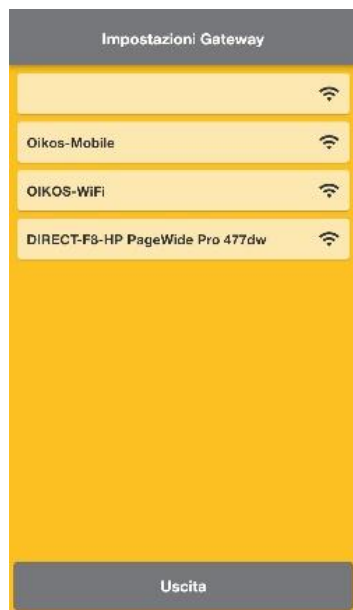 Impostazioni Gateway
Oikos-Mobile
OIKOS-WiFi
DIRECT-F8-HP PageWide Pro 477dw
Uscita